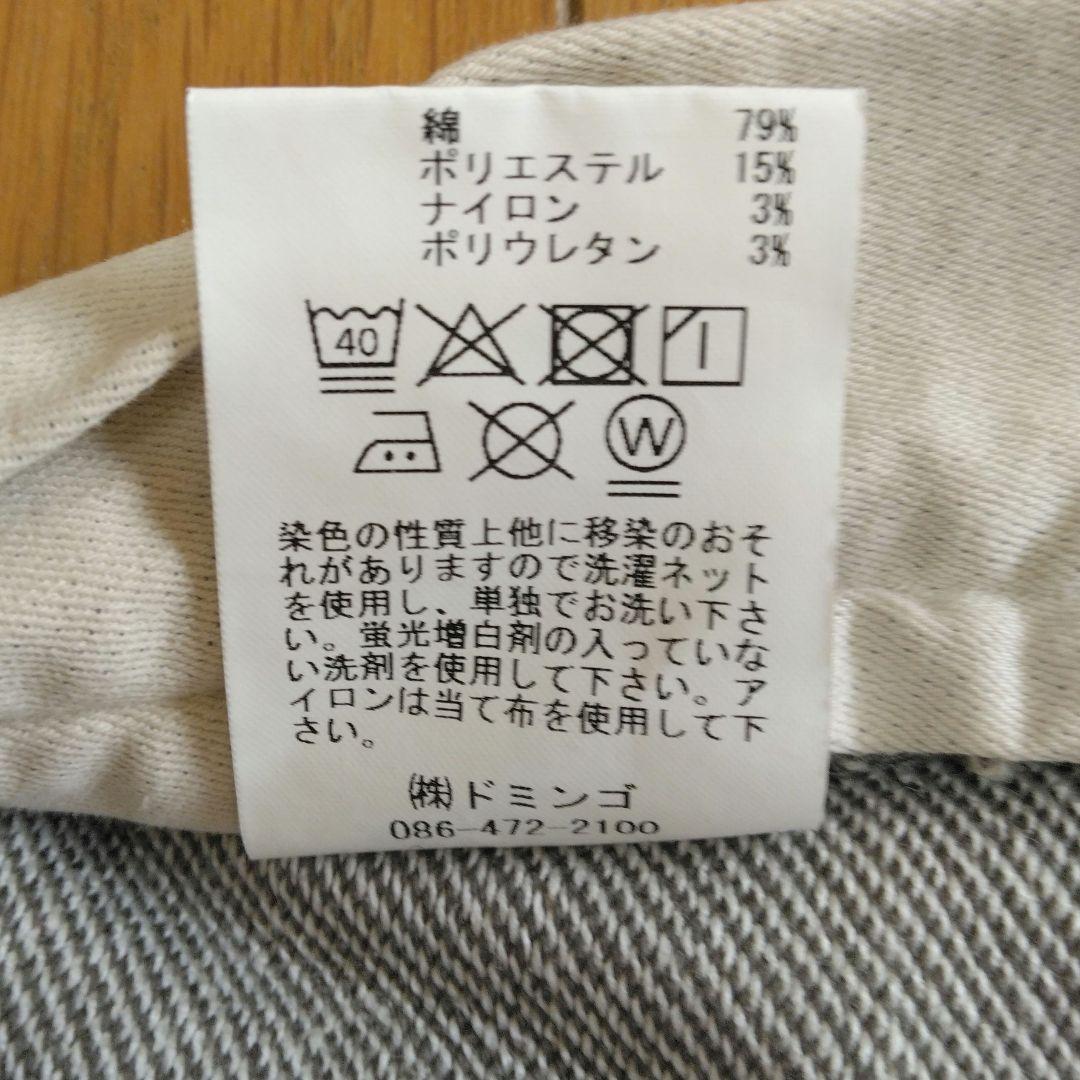 綿 79%
ポリエステル 15%
ナイロン 3%
ポリウレタン 3%
40
W
染色の性質上他に移染のおそ
れがありますので洗濯ネット
を使用し、単独でお洗い下さ
い。蛍光増白剤の入っていな
い洗剤を使用して下さい。ア
イロンは当て布を使用して下
さい。
㈱ドミンゴ
086-472-2100